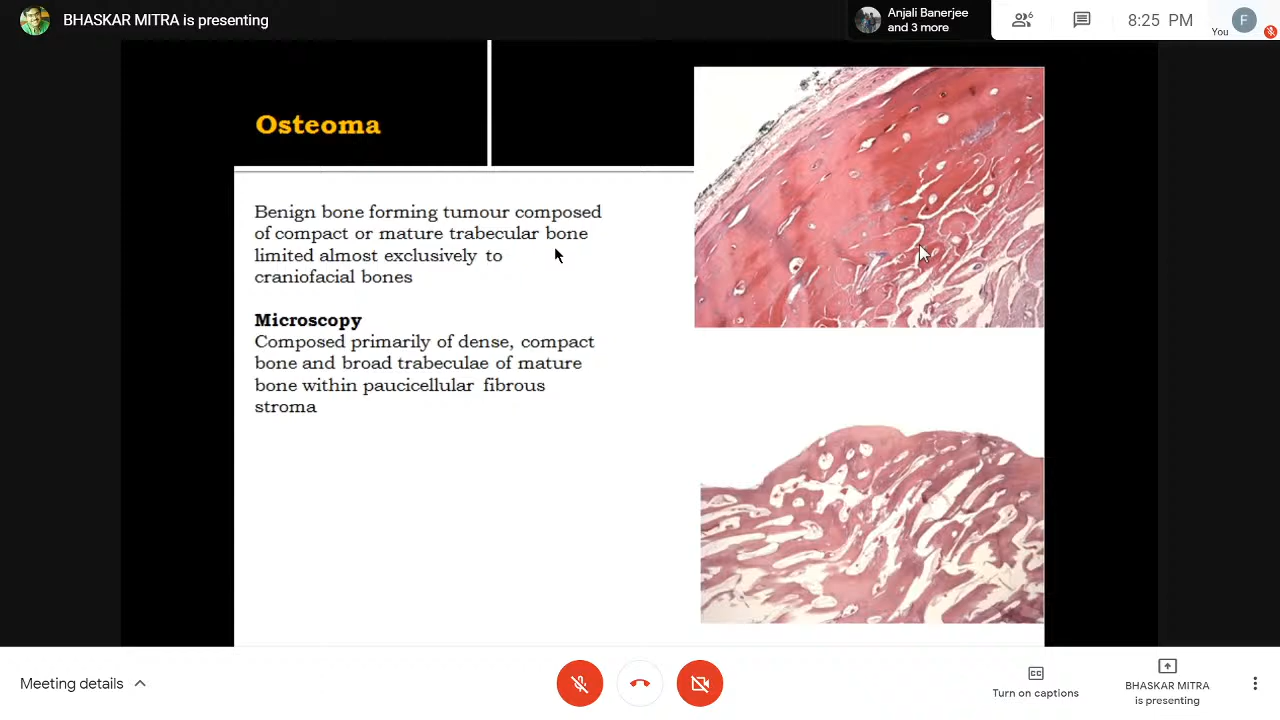 BHASKAR MITRA is presenting
Anjali Banerjee
and 3 more
6
8:25 PM
You
F
Osteoma
Benign bone forming tumour composed
of compact or mature trabecular bone
limited almost exclusively to
craniofacial bones
Microscopy
Composed primarily of dense, compact
bone and broad trabeculae of mature
bone within paucicellular fibrous
stroma
Meeting details
CC
Turn on captions
BHASKAR MITRA
is presenting